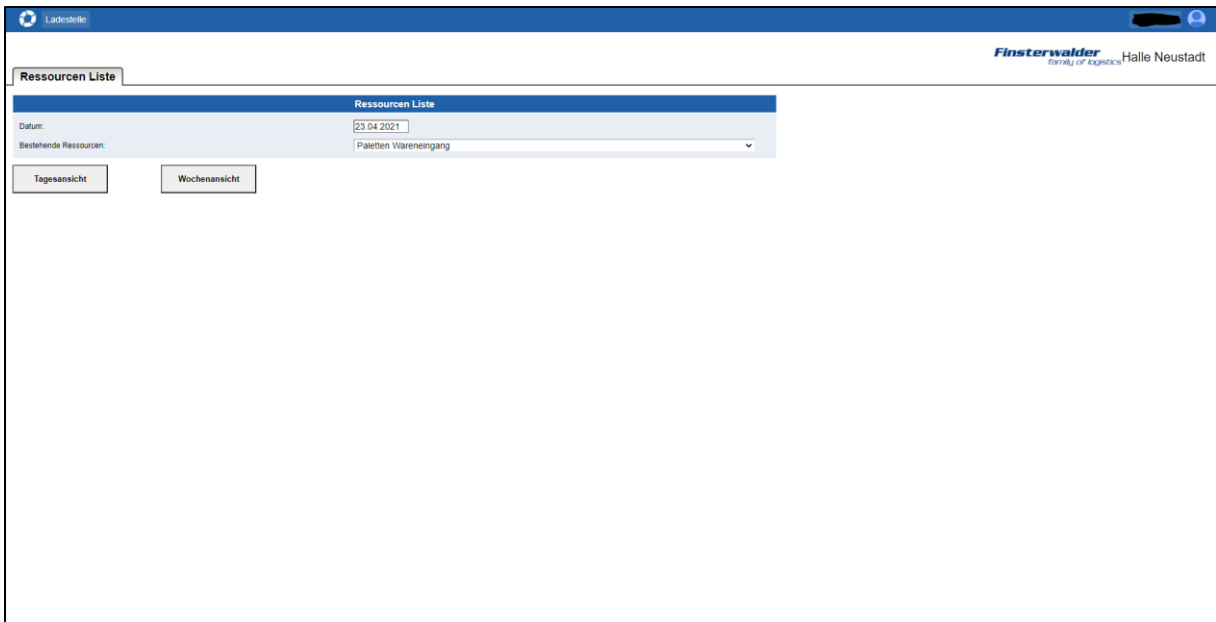 Ladestelle
Finsterwalder
family of logistics
Halle Neustadt
Ressourcen Liste
Ressourcen Liste
Datum: 23.04.2021
Bestehende Ressourcen: Paletten Wareneingang
Tagesansicht Wochenansicht